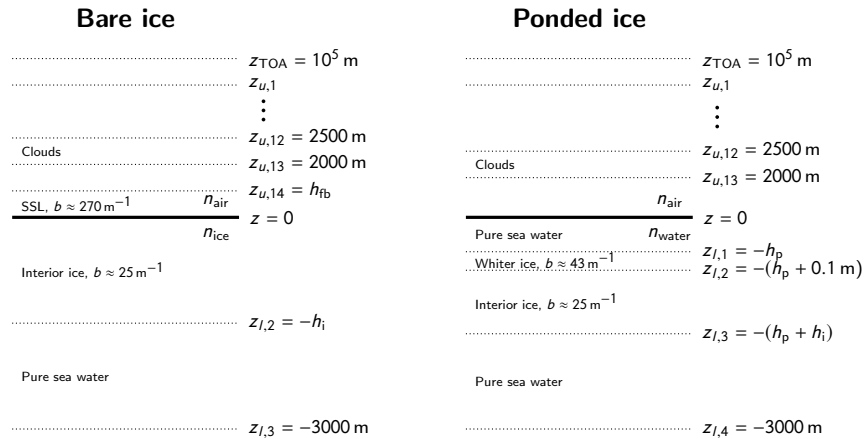 Bare ice
z_TOA = 10^5 m
z_u,1
⋮
z_u,12 = 2500 m
Clouds
z_u,13 = 2000 m
z_u,14 = h_fb
SSL, b ≈ 270 m^−1
n_air
z = 0
n_ice
Interior ice, b ≈ 25 m^−1
z_l,2 = −h_i
Pure sea water
z_l,3 = −3000 m
Ponded ice
z_TOA = 10^5 m
z_u,1
⋮
z_u,12 = 2500 m
Clouds
z_u,13 = 2000 m
n_air
z = 0
Pure sea water
n_water
z_l,1 = −h_p
Whiter ice, b ≈ 43 m^−1
z_l,2 = −(h_p + 0.1 m)
Interior ice, b ≈ 25 m^−1
z_l,3 = −(h_p + h_i)
Pure sea water
z_l,4 = −3000 m